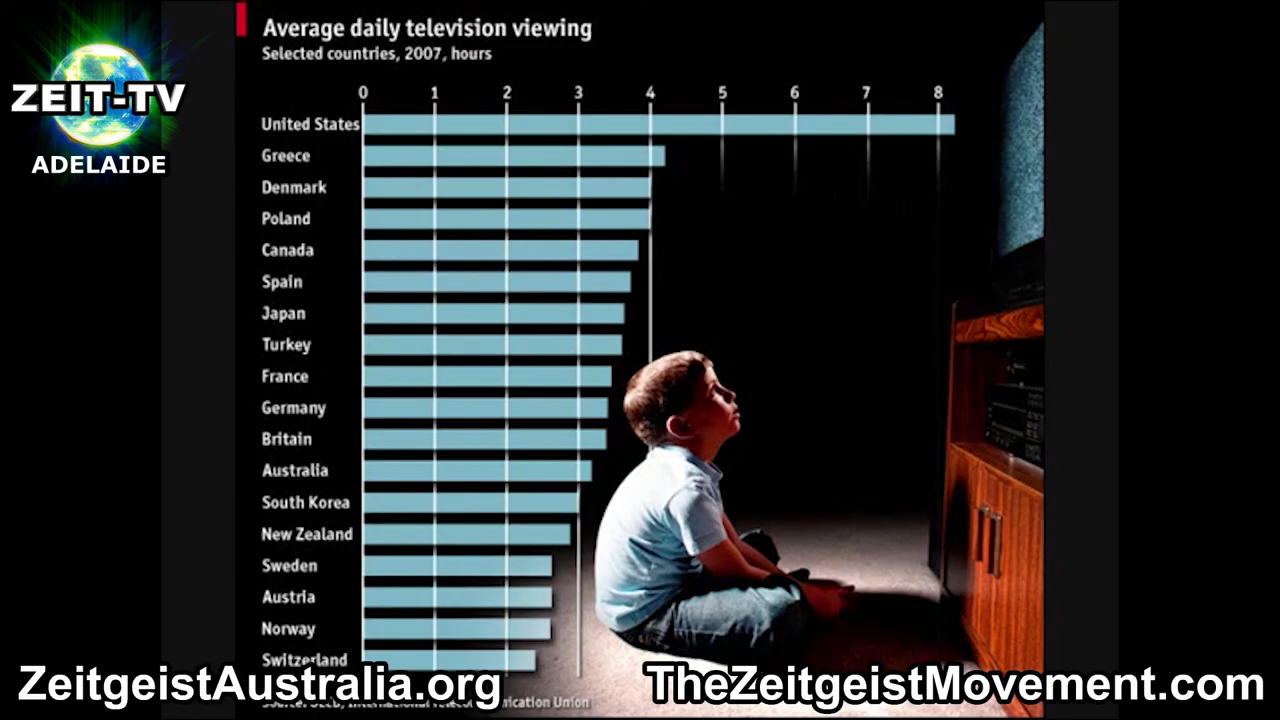 Average daily television viewing
Selected countries, 2007, hours
ZEIT-TV
ADELAIDE
0 1 2 3 4 5 6 7 8
United States
Greece
Denmark
Poland
Canada
Spain
Japan
Turkey
France
Germany
Britain
Australia
South Korea
New Zealand
Sweden
Austria
Norway
Switzerland
ZeitgeistAustralia.org
TheZeitgeistMovement.com
Union